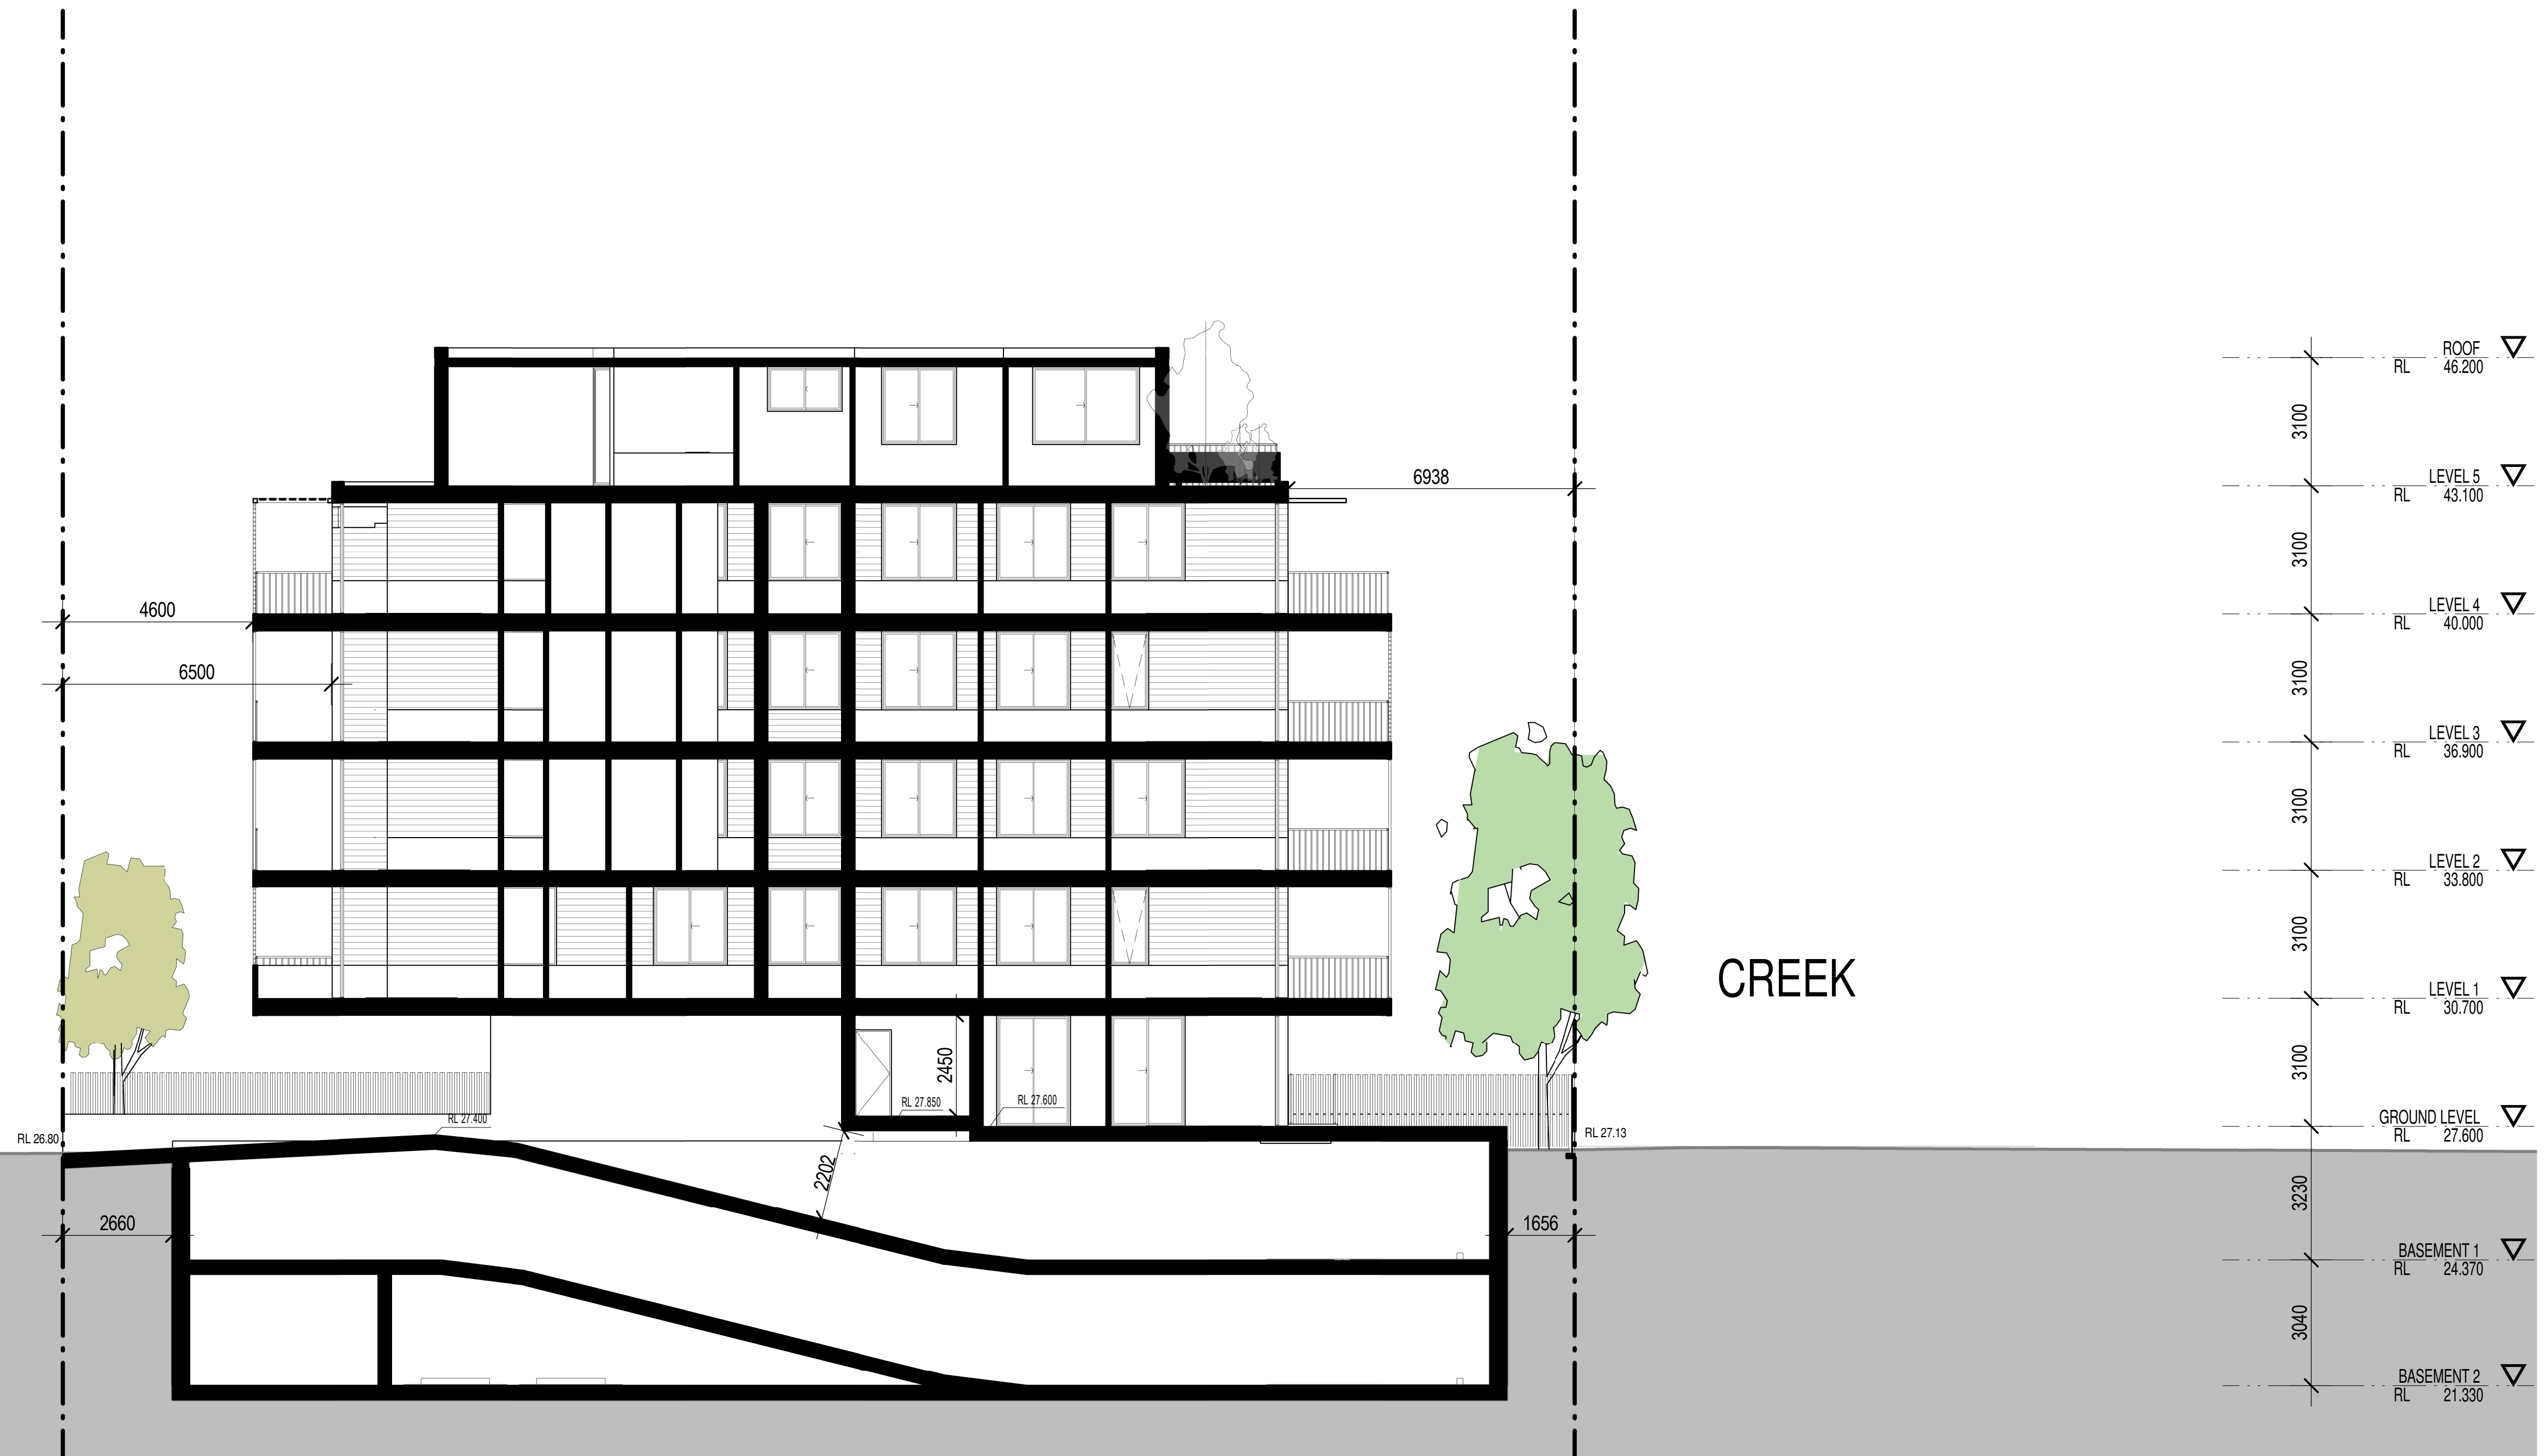 ROOF
RL 46.200
3100
LEVEL 5
RL 43.100
6938
3100
LEVEL 4
RL 40.000
4600
6500
3100
LEVEL 3
RL 36.900
3100
LEVEL 2
RL 33.800
3100
CREEK
LEVEL 1
RL 30.700
2450
3100
RL 27.850
RL 27.600
RL 27.400
GROUND LEVEL
RL 27.600
RL 26.80
RL 27.13
2202
3230
2660
1656
BASEMENT 1
RL 24.370
3040
BASEMENT 2
RL 21.330